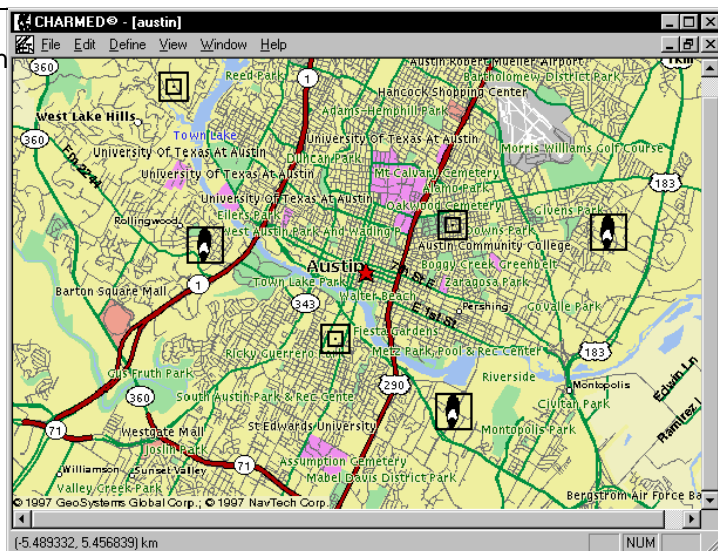 CHARMED® - [austin]
File Edit Define View Window Help
360
Reed Park
1
Austin Robert Mueller Airport
Bartholomew District Park
1km
Hancock Shopping Center
West Lake Hills
Adams-Hemphill Park
Town Lake
University Of Texas At Austin
360
Fm 2244
University Of Texas At Austin
Duncan Park
Morris Williams Golf Course
University Of Texas At Austin
Mt Calvary Cemetery
Alamo Park
183
University Of Texas At Austin
Oakwood Cemetery
Eilers Park
Givens Park
Rollingwood
West Austin Park And Wading P
Downs Park
Austin Community College
Austin
Boggy Creek Greenbelt
Town Lake Park
Zaragosa Park
Barton Square Mall
1
343
Walter Beach
E 1st St
Pershing
Govalle Park
Fiesta Gardens
Ricky Guerrero
Metz Park, Pool & Rec Center
183
Gus Fruth Park
290
Riverside
Montopolis
Edwin Ln
360
South Austin Park & Rec Cente
Civitan Park
Ramirez L
71
Westgate Mall
St Edwards University
Montopolis Park
Joslin Park
Williamson
Sunset Valley
71
Assumption Cemetery
Valley Creek Park
Mabel Davis District Park
Bergstrom Air Force Ba
© 1997 GeoSystems Global Corp.; © 1997 NavTech Corp.
(-5.489332, 5.456839) km
NUM